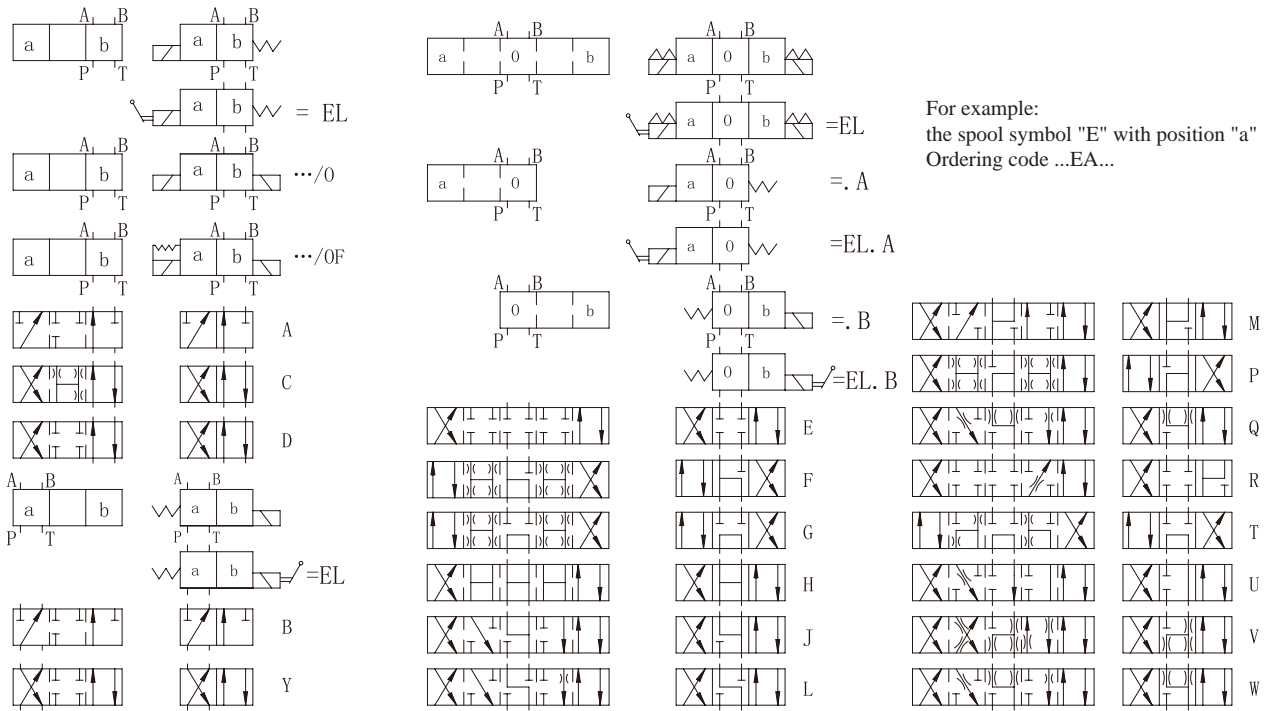 A B
a b
P T
A B
a b
P T
a b = EL
A B
a b
P T
A B
a b ···/O
P T
A B
a b
P T
A B
a b ···/OF
P T
A
C
D
A B
a b
P T
A B
a b
P T
a b =EL
B
Y
A B
a 0 b
P T
A B
a 0 b
P T
a 0 b =EL
A B
a 0
P T
A B
a 0 =. A
P T
a 0 =EL. A
A B
0 b
P T
A B
0 b =. B
P T
0 b =EL. B
E
F
G
H
J
L
For example:
the spool symbol "E" with position "a"
Ordering code ...EA...
M
P
Q
R
T
U
V
W